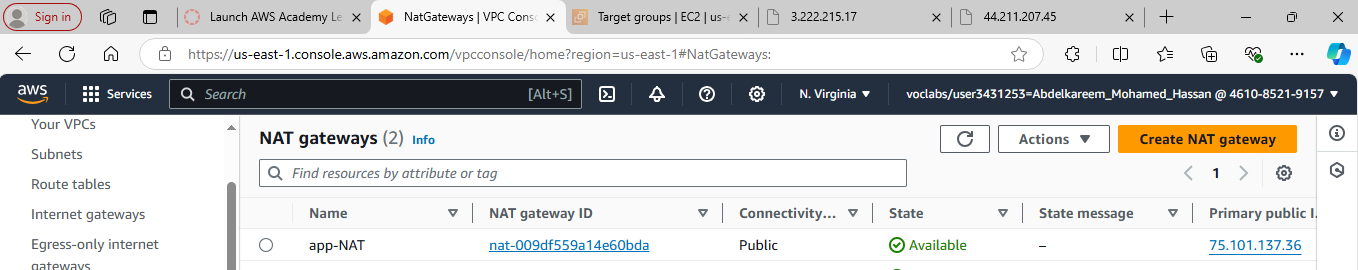 Sign in
Launch AWS Academy Le
NatGateways | VPC Cons
Target groups | EC2 | us-e
3.222.215.17
44.211.207.45
https://us-east-1.console.aws.amazon.com/vpcconsole/home?region=us-east-1#NatGateways:
aws
Services
Search
[Alt+S]
N. Virginia
voclabs/user3431253=Abdelkareem_Mohamed_Hassan @ 4610-8521-9157
Your VPCs
Subnets
Route tables
Internet gateways
Egress-only internet
gateways
NAT gateways (2) Info
Actions
Create NAT gateway
Find resources by attribute or tag
1
Name
NAT gateway ID
Connectivity...
State
State message
Primary public I...
app-NAT
nat-009df559a14e60bda
Public
Available
–
75.101.137.36